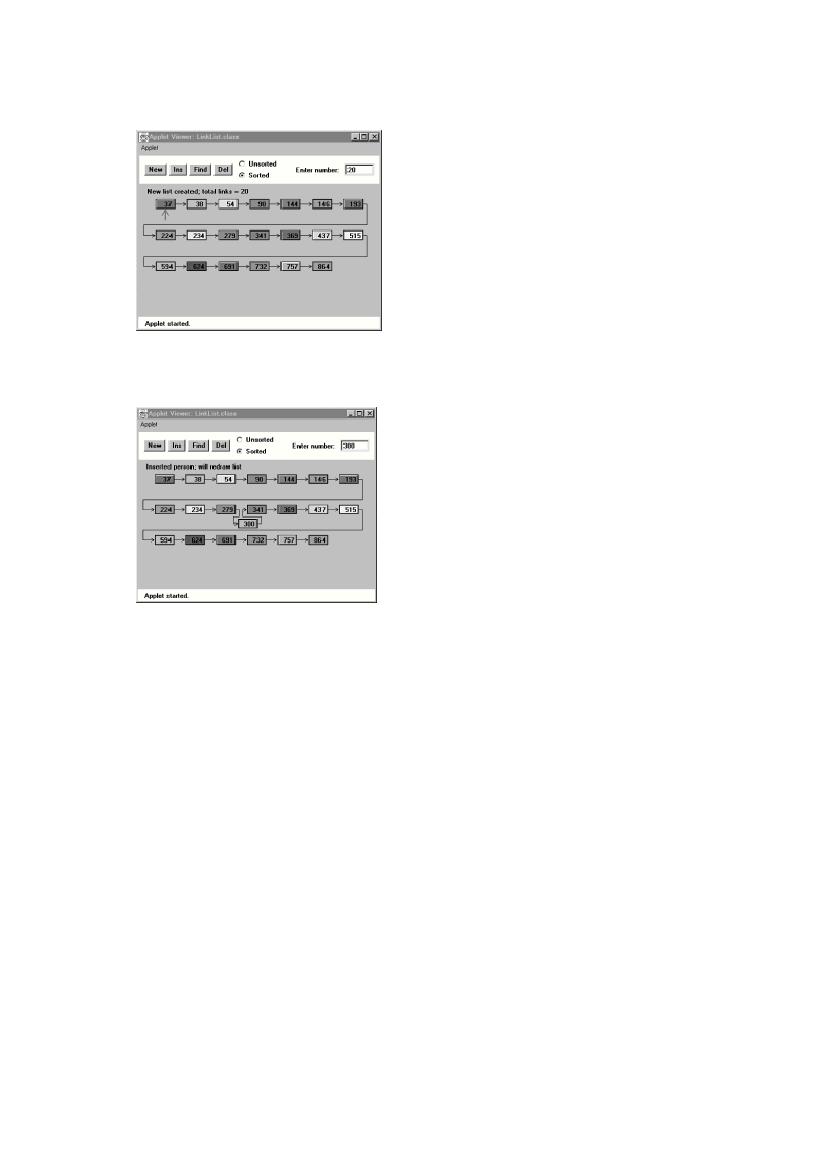 Applet Viewer: LinkList.class
Applet
New Ins Find Del Unsorted Sorted Enter number: 20
New list created; total links = 20
37 38 54 90 144 146 193
224 234 279 341 369 437 515
594 624 691 732 757 864
Applet started.
Applet Viewer: LinkList.class
Applet
New Ins Find Del Unsorted Sorted Enter number: 300
Inserted person; will redraw list
37 38 54 90 144 146 193
224 234 279 341 369 437 515
300
594 624 691 732 757 864
Applet started.